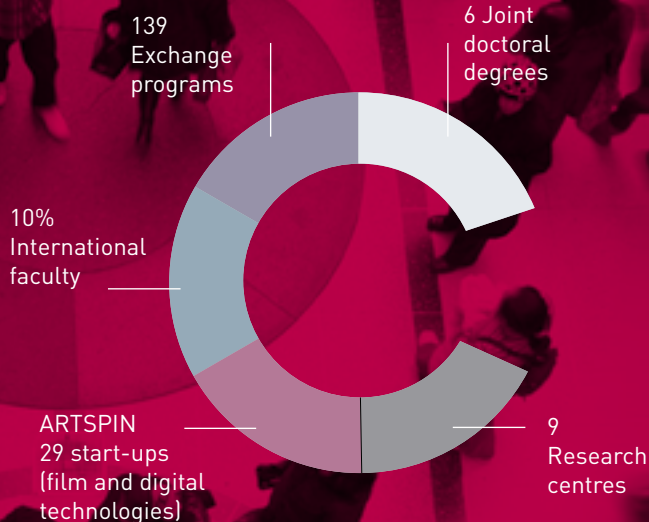 139
Exchange
programs
6 Joint
doctoral
degrees
10%
International
faculty
ARTSPIN
29 start-ups
(film and digital
technologies)
9
Research
centres